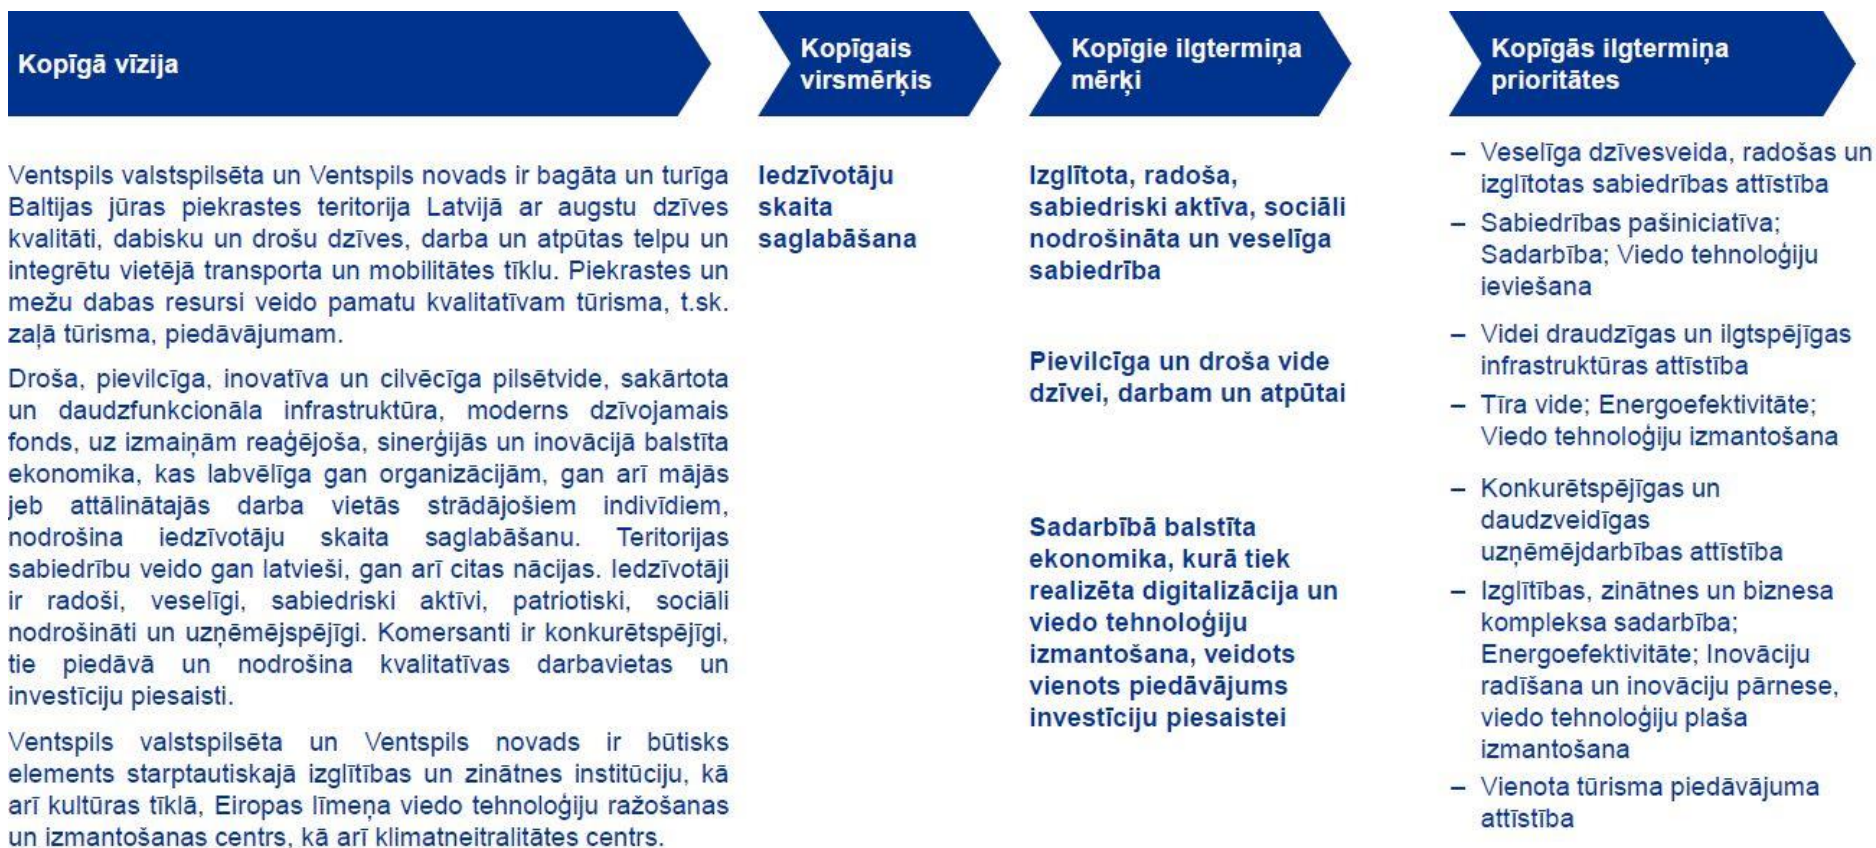 Kopīgā vīzija
Ventspils valstspilsēta un Ventspils novads ir bagāta un turīga
Baltijas jūras piekrastes teritorija Latvijā ar augstu dzīves
kvalitāti, dabisku un drošu dzīves, darba un atpūtas telpu un
integrētu vietējā transporta un mobilitātes tīklu. Piekrastes un
mežu dabas resursi veido pamatu kvalitatīvam tūrisma, t.sk.
zaļā tūrisma, piedāvājumam.
Droša, pievilcīga, inovatīva un cilvēcīga pilsētvide, sakārtota
un daudzfunkcionāla infrastruktūra, moderns dzīvojamais
fonds, uz izmaiņām reaģējoša, sinerģijās un inovācijā balstīta
ekonomika, kas labvēlīga gan organizācijām, gan arī mājās
jeb attālinātajās darba vietās strādājošiem indivīdiem,
nodrošina iedzīvotāju skaita saglabāšanu. Teritorijas
sabiedrību veido gan latvieši, gan arī citas nācijas. Iedzīvotāji
ir radoši, veselīgi, sabiedriski aktīvi, patriotiski, sociāli
nodrošināti un uzņēmējspējīgi. Komersanti ir konkurētspējīgi,
tie piedāvā un nodrošina kvalitatīvas darbavietas un
investīciju piesaisti.
Ventspils valstspilsēta un Ventspils novads ir būtisks
elements starptautiskajā izglītības un zinātnes institūciju, kā
arī kultūras tīklā, Eiropas līmeņa viedo tehnoloģiju ražošanas
un izmantošanas centrs, kā arī klimatneitralitātes centrs.
Kopīgais
virsmērķis
Iedzīvotāju
skaita
saglabāšana
Kopīgie ilgtermiņa
mērķi
Izglītota, radoša,
sabiedriski aktīva, sociāli
nodrošināta un veselīga
sabiedrība
Pievilcīga un droša vide
dzīvei, darbam un atpūtai
Sadarbībā balstīta
ekonomika, kurā tiek
realizēta digitalizācija un
viedo tehnoloģiju
izmantošana, veidots
vienots piedāvājums
investīciju piesaistei
Kopīgās ilgtermiņa
prioritātes
– Veselīga dzīvesveida, radošas un
izglītotas sabiedrības attīstība
– Sabiedrības pašiniciatīva;
Sadarbība; Viedo tehnoloģiju
ieviešana
– Videi draudzīgas un ilgtspējīgas
infrastruktūras attīstība
– Tīra vide; Energoefektivitāte;
Viedo tehnoloģiju izmantošana
– Konkurētspējīgas un
daudzveidīgas
uzņēmējdarbības attīstība
– Izglītības, zinātnes un biznesa
kompleksa sadarbība;
Energoefektivitāte; Inovāciju
radīšana un inovāciju pārnese,
viedo tehnoloģiju plaša
izmantošana
– Vienota tūrisma piedāvājuma
attīstība